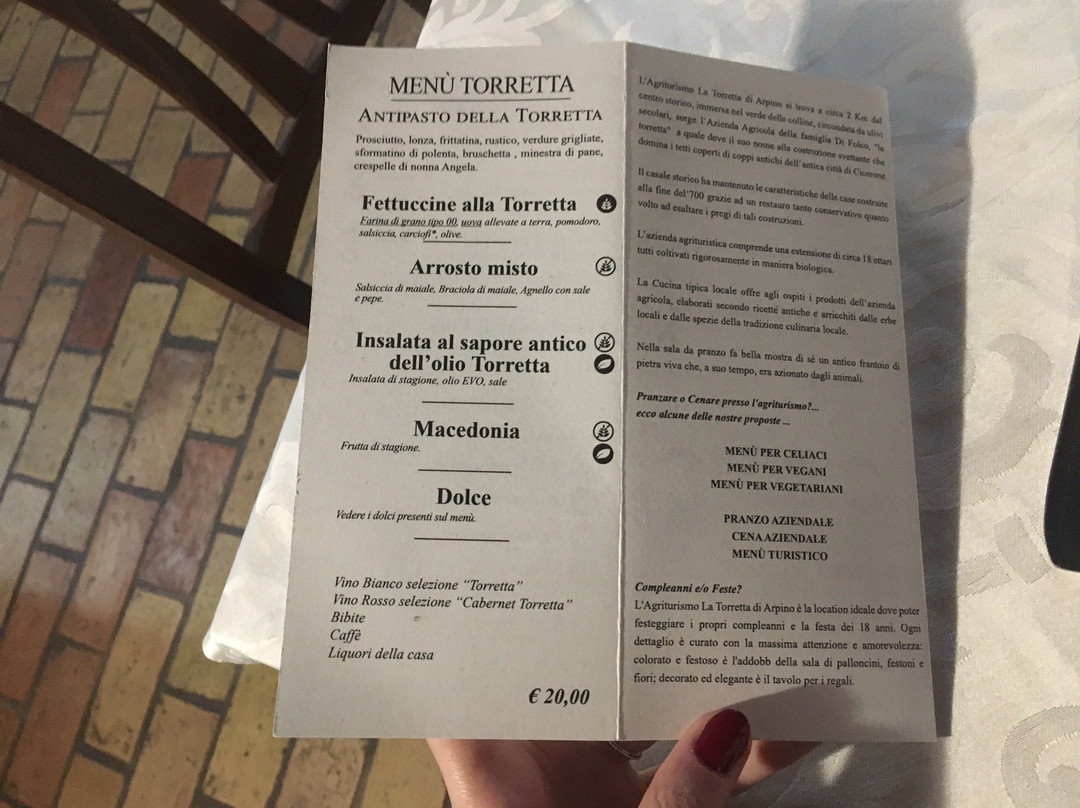 MENÙ TORRETTA
ANTIPASTO DELLA TORRETTA
Prosciutto, lonza, frittatina, rustico, verdure grigliate,
sformatino di polenta, bruschetta , minestra di pane,
crespelle di nonna Angela.
Fettuccine alla Torretta
Farina di grano tipo 00, uova allevate a terra, pomodoro,
salsiccia, carciofi*, olive.
Arrosto misto
Salsiccia di maiale, Braciola di maiale, Agnello con sale
e pepe.
Insalata al sapore antico
dell'olio Torretta
Insalata di stagione, olio EVO, sale
Macedonia
Frutta di stagione.
Dolce
Vedere i dolci presenti sul menù.
Vino Bianco selezione "Torretta"
Vino Rosso selezione "Cabernet Torretta"
Bibite
Caffè
Liquori della casa
€ 20,00
L'Agriturismo La Torretta di Arpino si trova a circa 2 Km dal
centro storico, immersa nel verde delle colline, circondata da ulivi
secolari, sorge l'Azienda Agricola della famiglia Di Folco, "la
torretta" a quale deve il suo nome alla costruzione svettante che
domina i tetti coperti di coppi antichi dell'antica città di Cicerone.
Il casale storico ha mantenuto le caratteristiche delle case costruite
alla fine del'700 grazie ad un restauro tanto conservativo quanto
volto ad esaltare i pregi di tali costruzioni.
L'azienda agrituristica comprende una estensione di circa 18 ettari
tutti coltivati rigorosamente in maniera biologica.
La Cucina tipica locale offre agli ospiti i prodotti dell'azienda
agricola, elaborati secondo ricette antiche e arricchiti dalle erbe
locali e dalle spezie della tradizione culinaria locale.
Nella sala da pranzo fa bella mostra di sé un antico frantoio di
pietra viva che, a suo tempo, era azionato dagli animali.
Pranzare o Cenare presso l'agriturismo?...
ecco alcune delle nostre proposte ...
MENÙ PER CELIACI
MENÙ PER VEGANI
MENÙ PER VEGETARIANI
PRANZO AZIENDALE
CENA AZIENDALE
MENÙ TURISTICO
Compleanni e/o Feste?
L'Agriturismo La Torretta di Arpino è la location ideale dove poter
festeggiare i propri compleanni e la festa dei 18 anni. Ogni
dettaglio è curato con la massima attenzione e amorevolezza:
colorato e festoso è l'addobb della sala di palloncini, festoni e
fiori; decorato ed elegante è il tavolo per i regali.